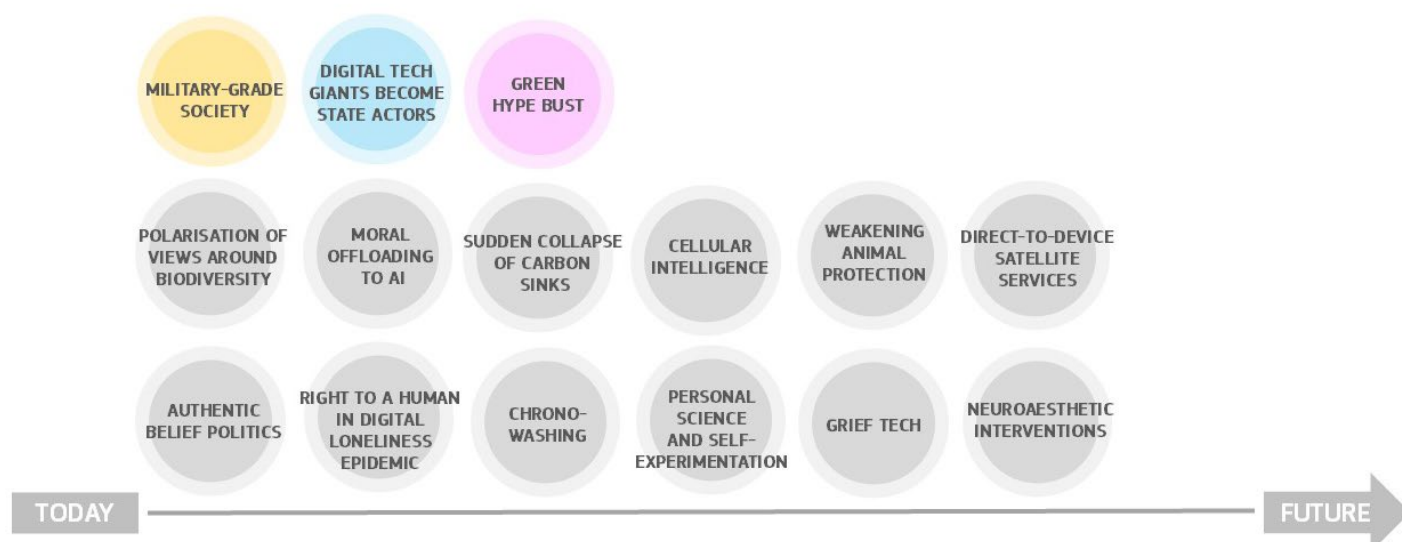 MILITARY-GRADE
SOCIETY
DIGITAL TECH
GIANTS BECOME
STATE ACTORS
GREEN
HYPE BUST
POLARISATION OF
VIEWS AROUND
BIODIVERSITY
MORAL
OFFLOADING
TO AI
SUDDEN COLLAPSE
OF CARBON
SINKS
CELLULAR
INTELLIGENCE
WEAKENING
ANIMAL
PROTECTION
DIRECT-TO-DEVICE
SATELLITE
SERVICES
AUTHENTIC
BELIEF POLITICS
RIGHT TO A HUMAN
IN DIGITAL
LONELINESS
EPIDEMIC
CHRONO-
WASHING
PERSONAL
SCIENCE
AND SELF-
EXPERIMENTATION
GRIEF TECH
NEUROAESTHETIC
INTERVENTIONS
TODAY
FUTURE